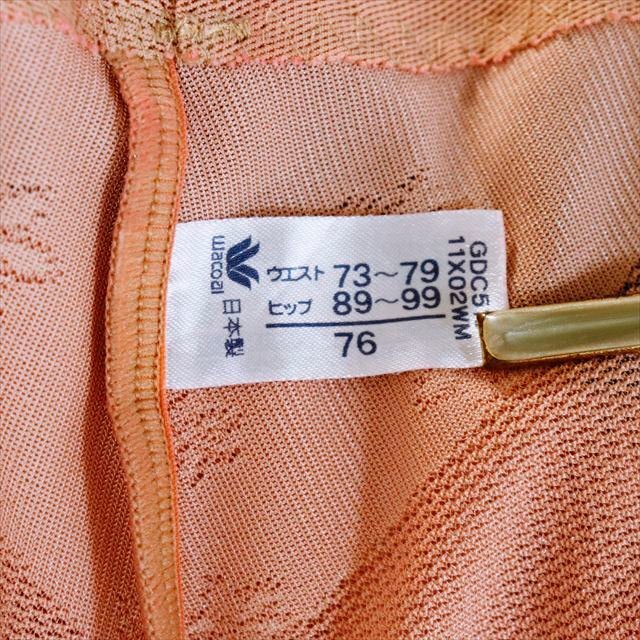 wacoal
日本製
ウエスト 73～79
ヒップ 89～99
76
GDC5
11X02WM